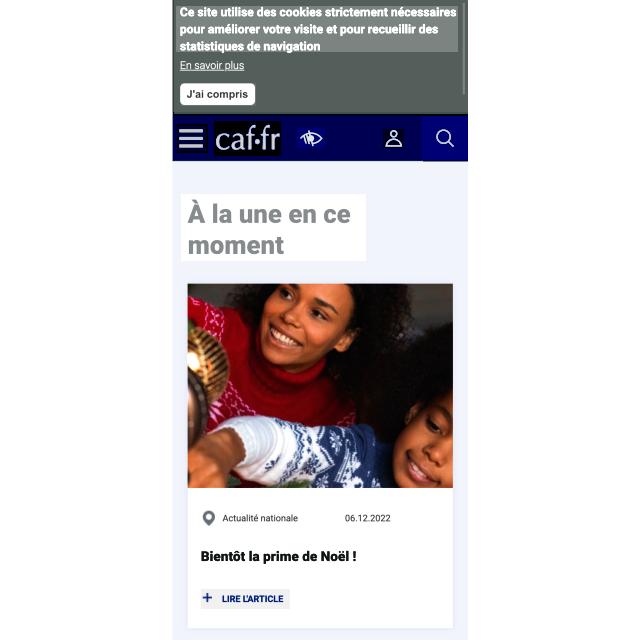 Ce site utilise des cookies strictement nécessaires
pour améliorer votre visite et pour recueillir des
statistiques de navigation
En savoir plus
J'ai compris
caf•fr
À la une en ce
moment
Actualité nationale 06.12.2022
Bientôt la prime de Noël !
+ LIRE L'ARTICLE